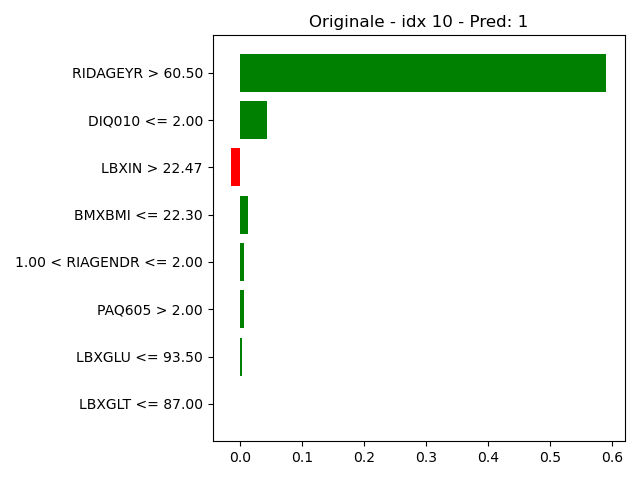 Originale - idx 10 - Pred: 1
RIDAGEYR > 60.50
DIQ010 <= 2.00
LBXIN > 22.47
BMXBMI <= 22.30
1.00 < RIAGENDR <= 2.00
PAQ605 > 2.00
LBXGLU <= 93.50
LBXGLT <= 87.00
0.0 0.1 0.2 0.3 0.4 0.5 0.6